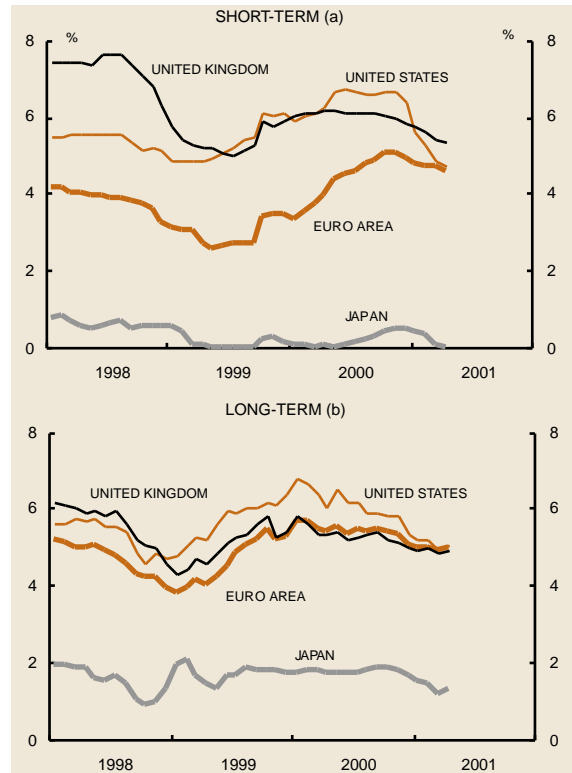 SHORT-TERM (a)
8 % % 8
UNITED KINGDOM UNITED STATES
6 6
4 4
EURO AREA
2 2
JAPAN
0 0
1998 1999 2000 2001
LONG-TERM (b)
8 8
UNITED KINGDOM UNITED STATES
6 6
4 4
EURO AREA
JAPAN
2 2
0 0
1998 1999 2000 2001